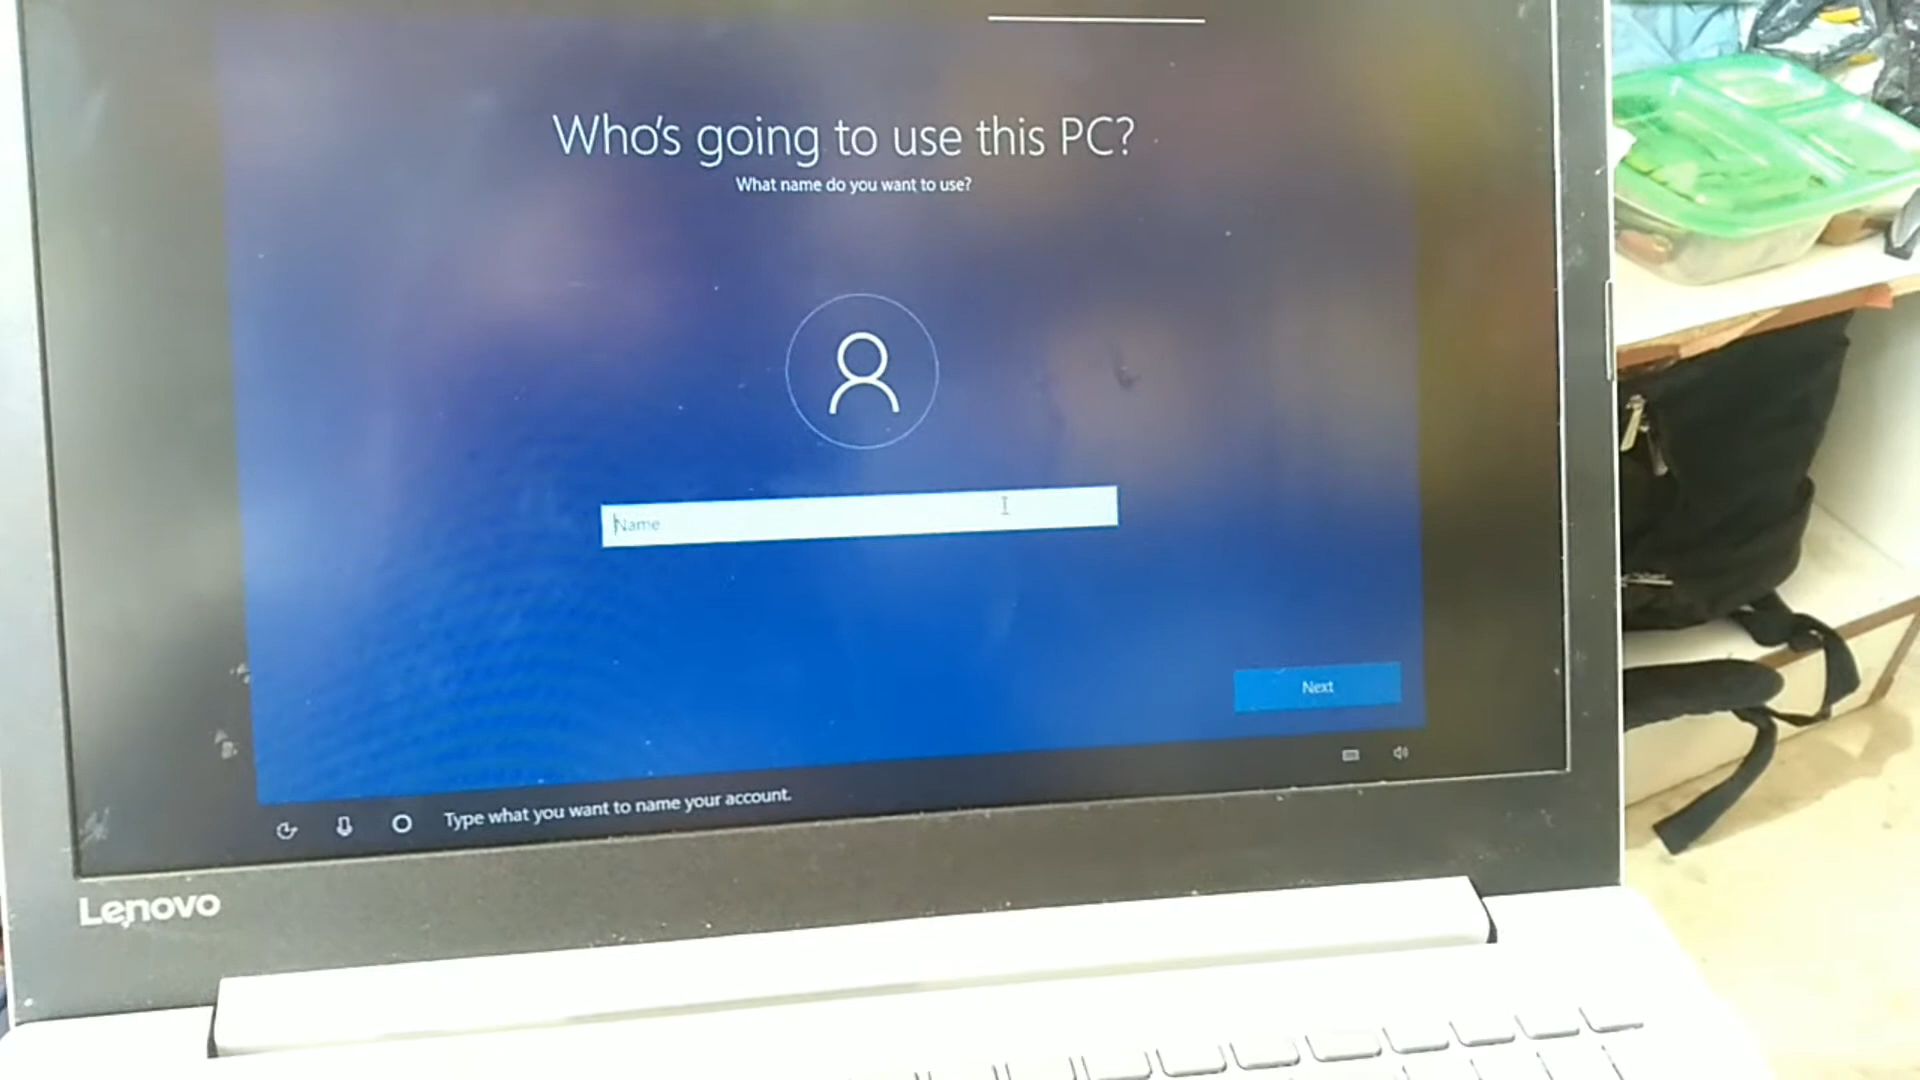 Who's going to use this PC?
What name do you want to use?
Name
Next
Type what you want to name your account.
Lenovo